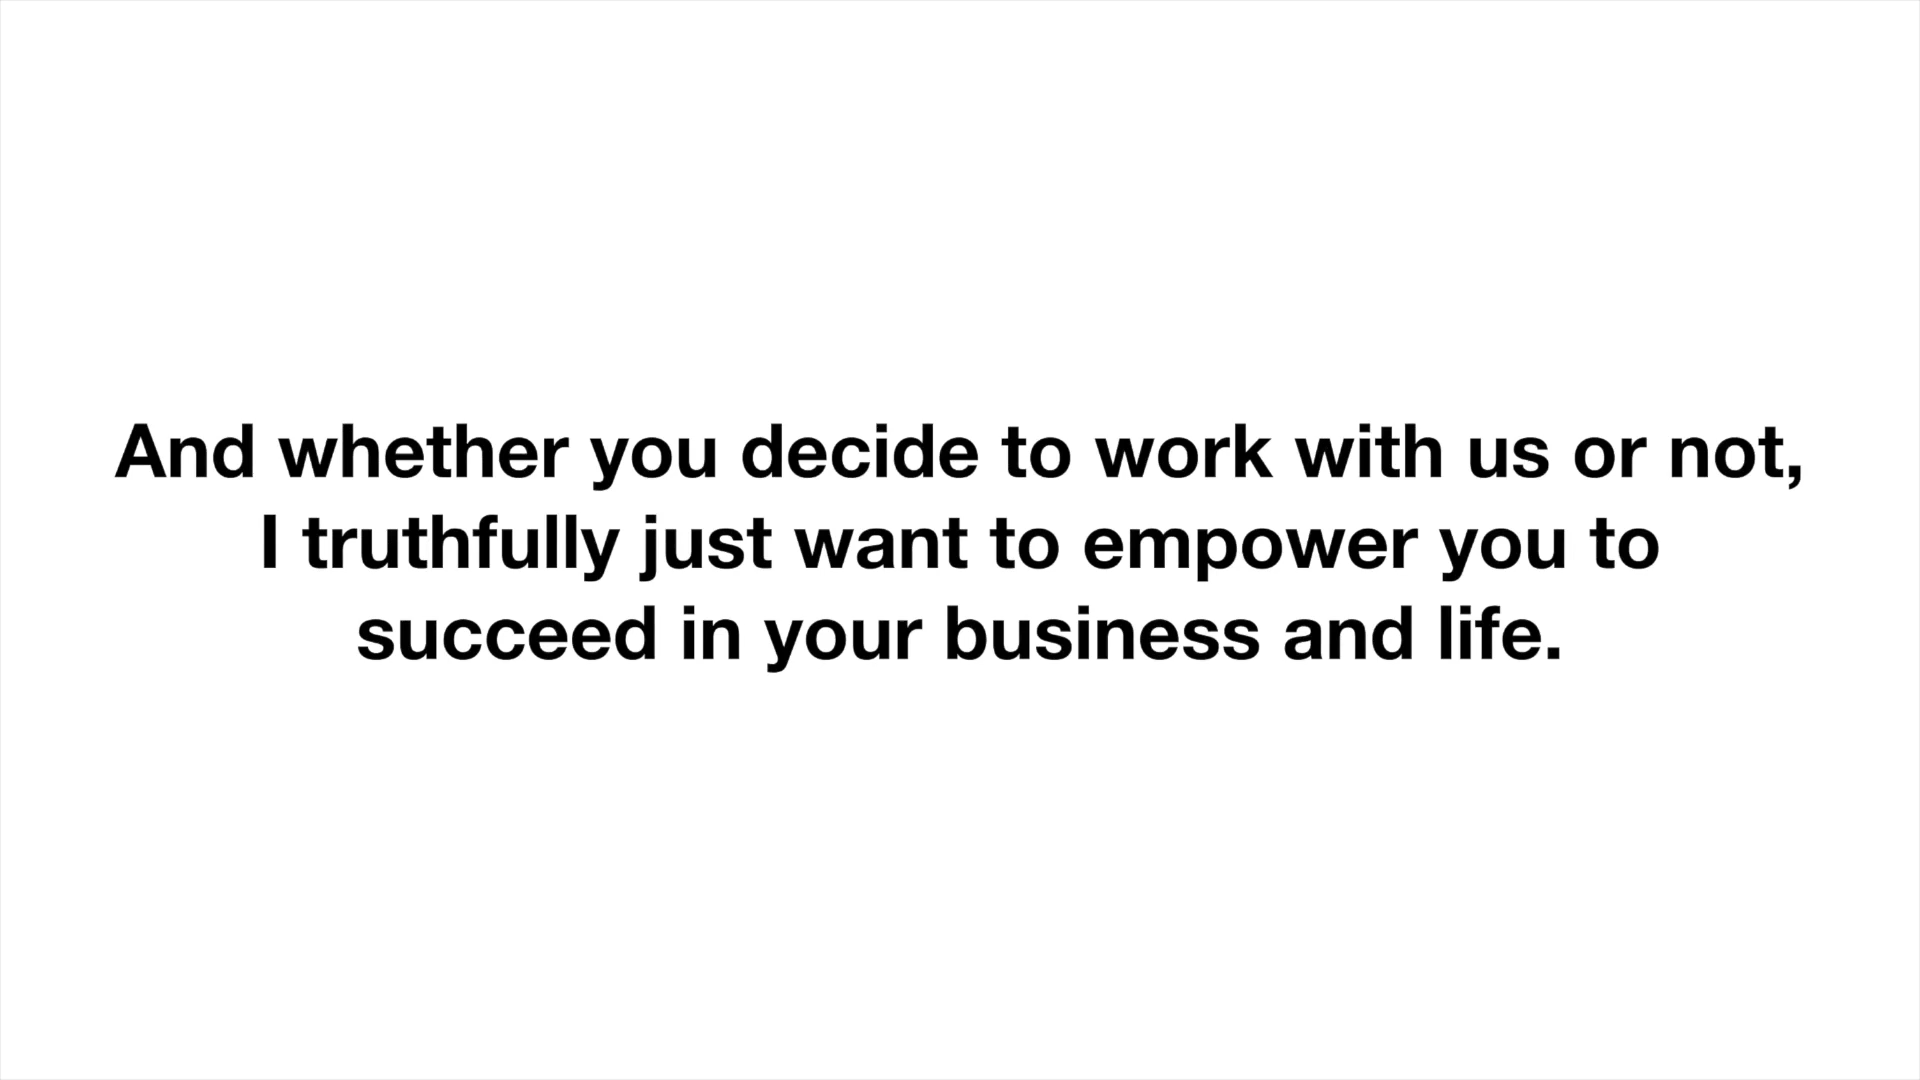 And whether you decide to work with us or not,
I truthfully just want to empower you to
succeed in your business and life.